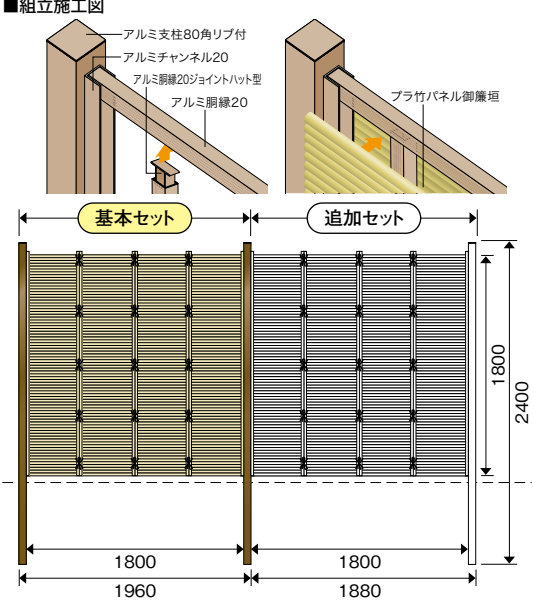 ■組立施工図
アルミ支柱80角リブ付
アルミチャンネル20
アルミ胴縁20ジョイントハット型
アルミ胴縁20
プラ竹パネル御簾垣
基本セット
追加セット
1800
2400
1800
1800
1960
1880